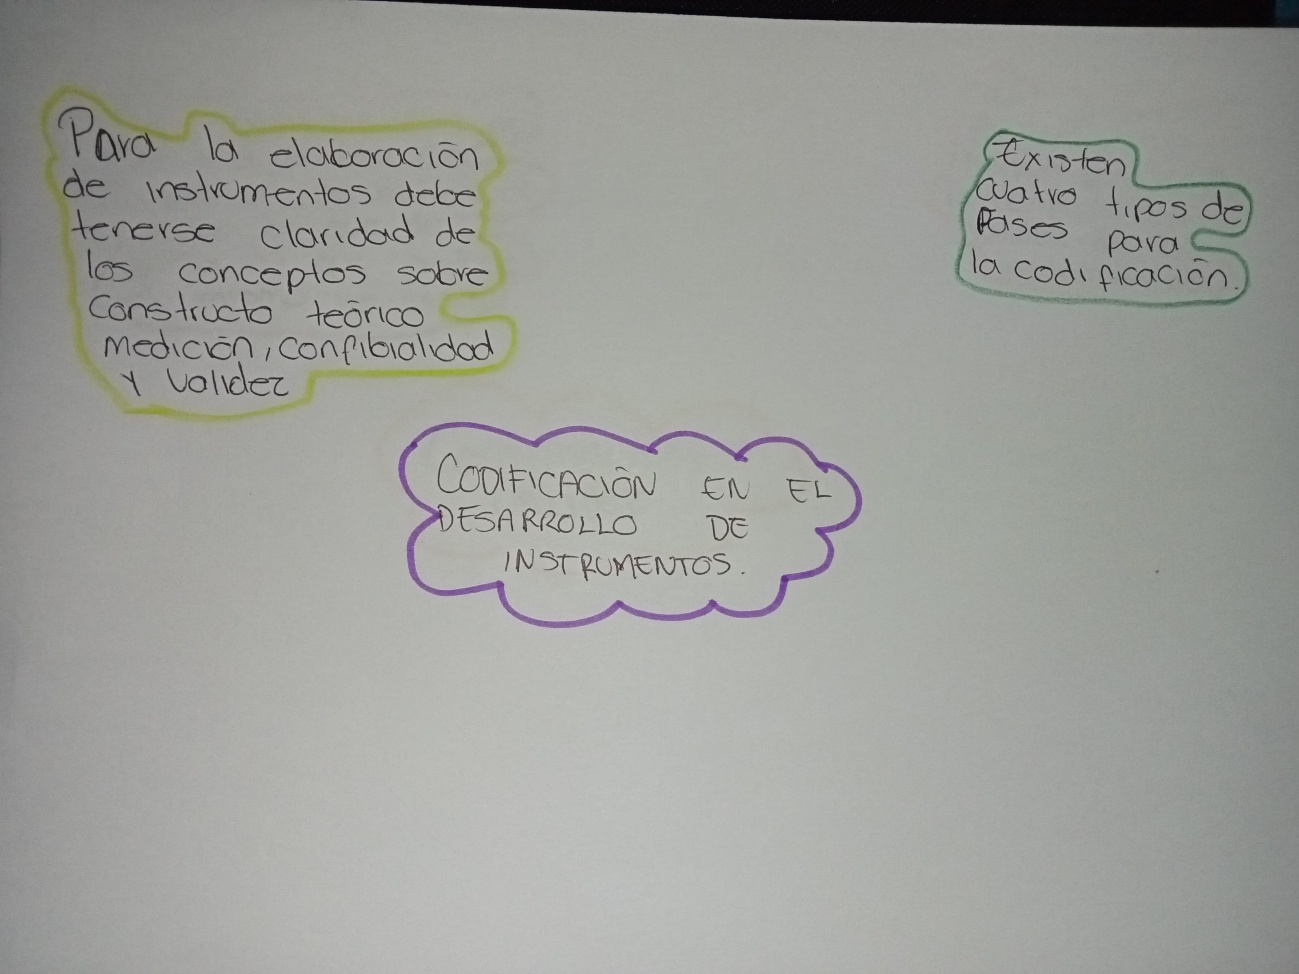 Para la elaboración
de instrumentos debe
tenerse claridad de
los conceptos sobre
constructo teórico
medición, confibialidad
y validez
Existen
cuatro tipos de
fases para
la codificación.
CODIFICACIÓN EN EL
DESARROLLO DE
INSTRUMENTOS.